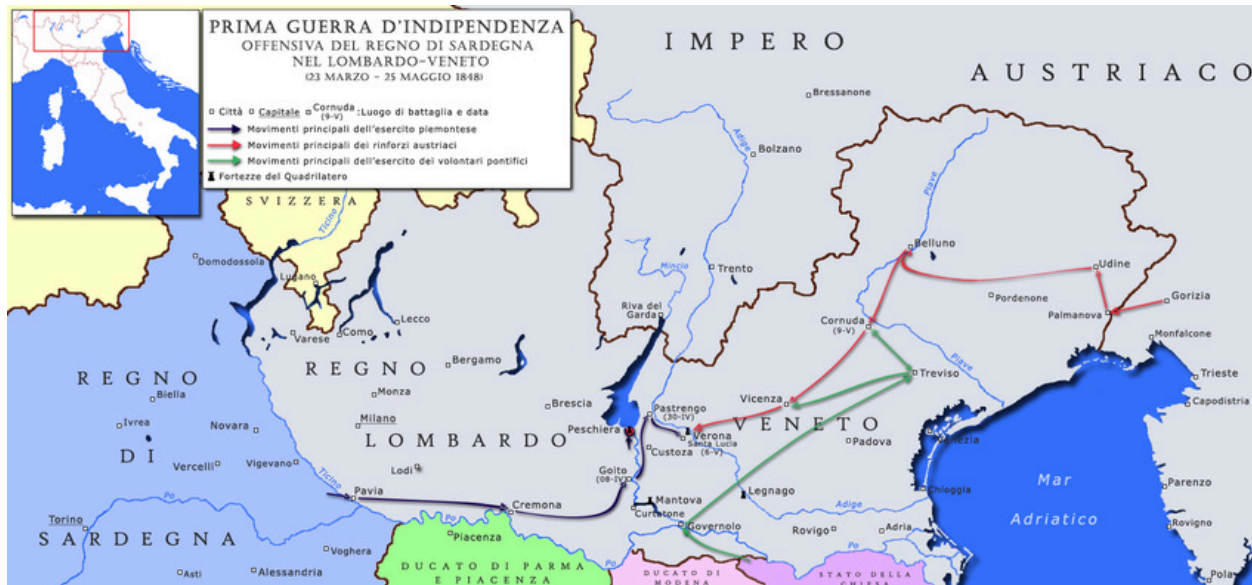 PRIMA GUERRA D'INDIPENDENZA
OFFENSIVA DEL REGNO DI SARDEGNA
NEL LOMBARDO-VENETO
(23 MARZO - 25 MAGGIO 1848)
Città Capitale Cornuda :Luogo di battaglia e data
(9-V)
Movimenti principali dell'esercito piemontese
Movimenti principali dei rinforzi austriaci
Movimenti principali dell'esercito dei volontari pontifici
Fortezze del Quadrilatero
IMPERO
AUSTRIACO
Bressanone
Adige
Bolzano
Piave
SVIZZERA
Ticino
Domodossola
Lugano
Mincio
Trento
Belluno
Udine
Pordenone
Gorizia
Palmanova
Riva del
Garda
Cornuda
(9-V)
Monfalcone
Varese
Como
Lecco
Piave
Bergamo
Treviso
Trieste
REGNO
REGNO
Biella
Monza
Brescia
Vicenza
Capodistria
Ivrea
Novara
Milano
Pastrengo
(30-IV)
VENETO
LOMBARDO
Peschiera
Verona
Santa Lucia
(6-V)
Padova
Venezia
DI
Custoza
Vercelli
Vigevano
Lodi
Goito
(08-IV)
Mar
Adriatico
Ticino
Pavia
Cremona
Mantova
Legnago
Chioggia
Parenzo
Po
Po
Curtatone
Adige
Torino
Governolo
Rovigo
Adria
Rovigno
SARDEGNA
Piacenza
Voghera
Po
Po
Asti
Alessandria
DUCATO DI PARMA
E PIACENZA
DUCATO DI
MODENA
STATO DELLA
CHIESA
Pola